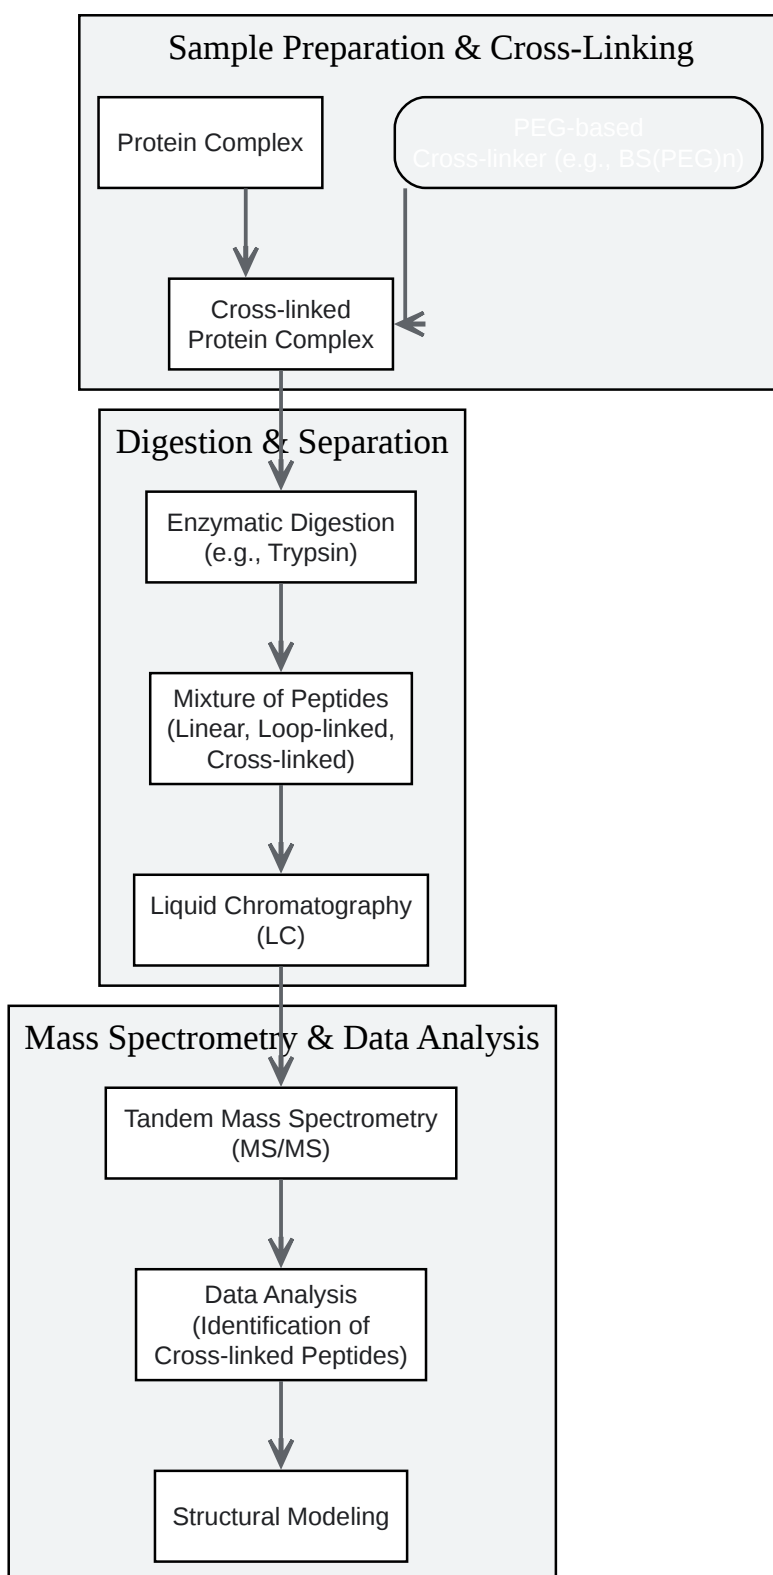 Sample Preparation & Cross-Linking
Protein Complex
PEG-based
Cross-linker (e.g., BS(PEG)n)
Cross-linked
Protein Complex
Digestion & Separation
Enzymatic Digestion
(e.g., Trypsin)
Mixture of Peptides
(Linear, Loop-linked,
Cross-linked)
Liquid Chromatography
(LC)
Mass Spectrometry & Data Analysis
Tandem Mass Spectrometry
(MS/MS)
Data Analysis
(Identification of
Cross-linked Peptides)
Structural Modeling